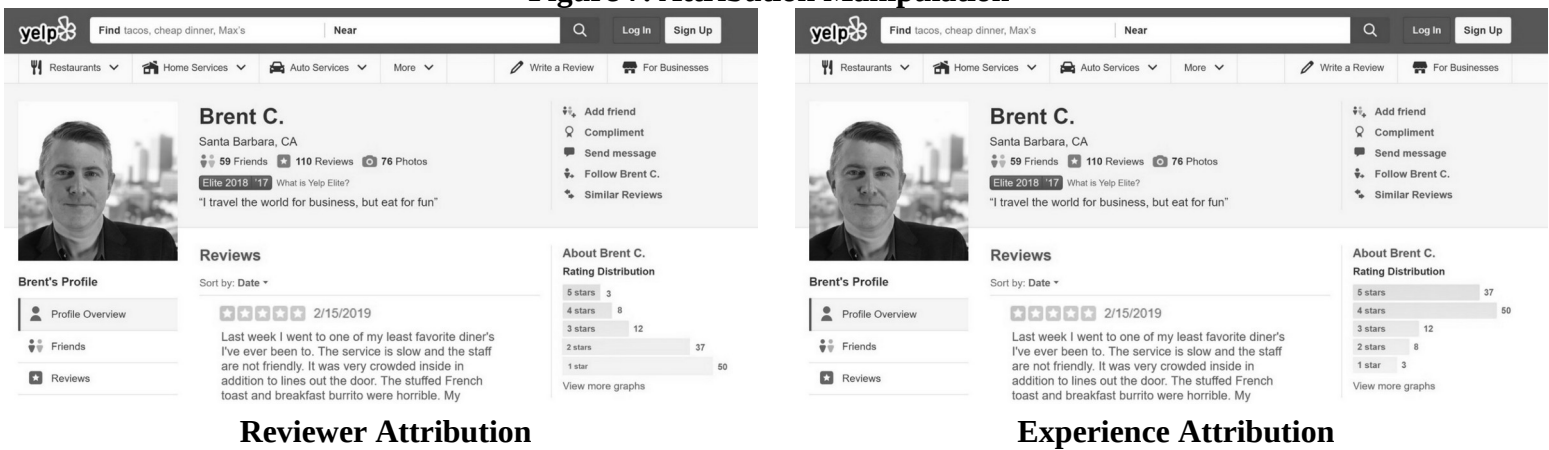 Figure Attribution Manipulation
yelp
Find tacos, cheap dinner, Max's
Near
Log In
Sign Up
Restaurants
Home Services
Auto Services
More
Write a Review
For Businesses
Brent C.
Santa Barbara, CA
59 Friends 110 Reviews 76 Photos
Elite 2018 '17 What is Yelp Elite?
“I travel the world for business, but eat for fun”
Add friend
Compliment
Send message
Follow Brent C.
Similar Reviews
Brent's Profile
Profile Overview
Friends
Reviews
Reviews
Sort by: Date
2/15/2019
Last week I went to one of my least favorite diner's
I've ever been to. The service is slow and the staff
are not friendly. It was very crowded inside in
addition to lines out the door. The stuffed French
toast and breakfast burrito were horrible. My
About Brent C.
Rating Distribution
5 stars 3
4 stars 8
3 stars 12
2 stars 37
1 star 50
View more graphs
Reviewer Attribution
yelp
Find tacos, cheap dinner, Max's
Near
Log In
Sign Up
Restaurants
Home Services
Auto Services
More
Write a Review
For Businesses
Brent C.
Santa Barbara, CA
59 Friends 110 Reviews 76 Photos
Elite 2018 '17 What is Yelp Elite?
“I travel the world for business, but eat for fun”
Add friend
Compliment
Send message
Follow Brent C.
Similar Reviews
Brent's Profile
Profile Overview
Friends
Reviews
Reviews
Sort by: Date
2/15/2019
Last week I went to one of my least favorite diner's
I've ever been to. The service is slow and the staff
are not friendly. It was very crowded inside in
addition to lines out the door. The stuffed French
toast and breakfast burrito were horrible. My
About Brent C.
Rating Distribution
5 stars 37
4 stars 50
3 stars 12
2 stars 8
1 star 3
View more graphs
Experience Attribution